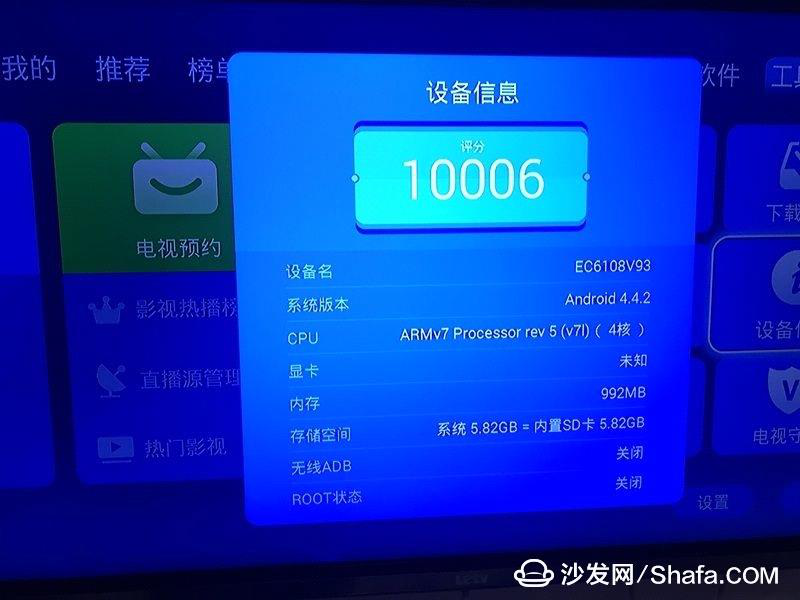 我的 推荐 榜单 软件 工具
设备信息
评分
10006
电视预约
下载
设备名 EC6108V93
系统版本 Android 4.4.2
影视热播榜
CPU ARMv7 Processor rev 5 (v7l) ( 4核 )
设备信
显卡 未知
直播源管理
内存 992MB
存储空间 系统 5.82GB = 内置SD卡 5.82GB
电视守
热门影视
无线ADB 关闭
ROOT状态 关闭
设置
Letv
沙发网/Shafa.COM